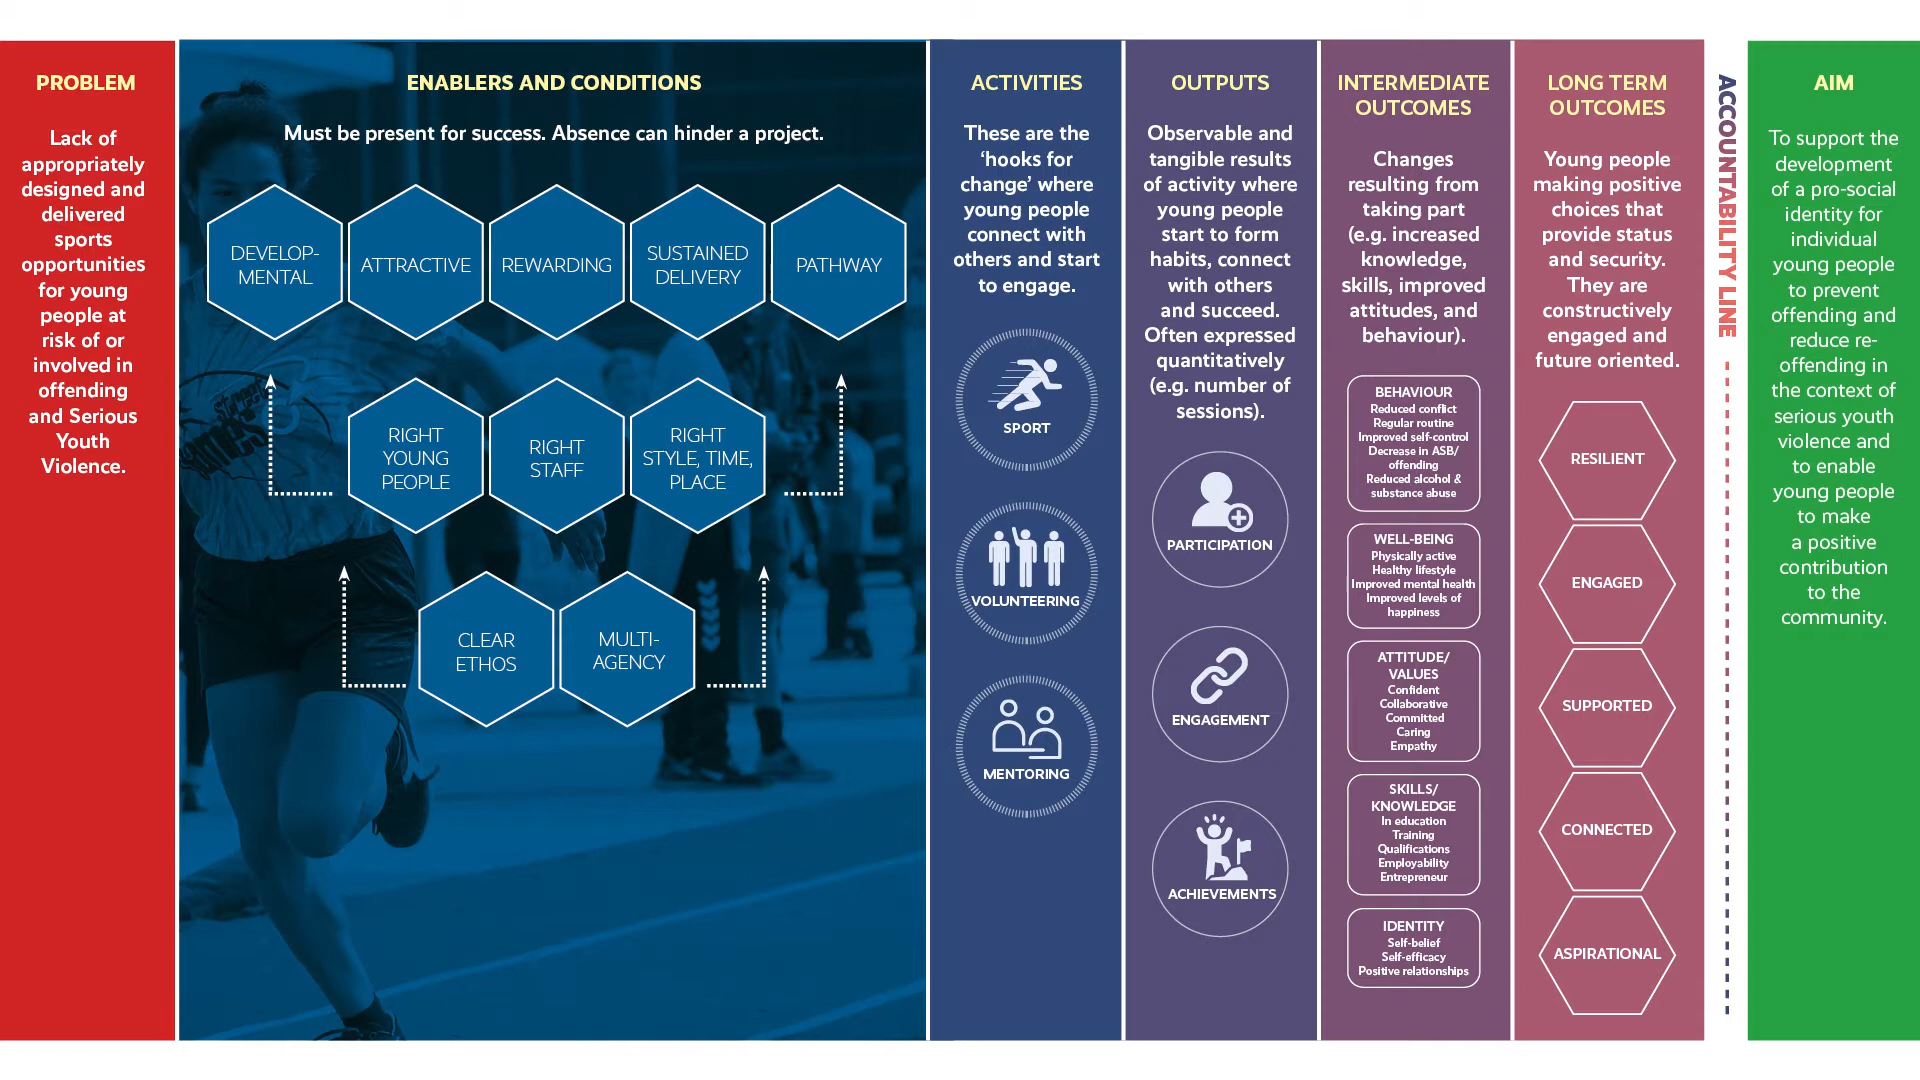 PROBLEM
Lack of
appropriately
designed and
delivered
sports
opportunities
for young
people at
risk of or
involved in
offending
and Serious
Youth
Violence.
ENABLERS AND CONDITIONS
Must be present for success. Absence can hinder a project.
DEVELOP-
MENTAL
ATTRACTIVE
REWARDING
SUSTAINED
DELIVERY
PATHWAY
RIGHT
YOUNG
PEOPLE
RIGHT
STAFF
RIGHT
STYLE, TIME,
PLACE
CLEAR
ETHOS
MULTI-
AGENCY
ACTIVITIES
These are the
‘hooks for
change’ where
young people
connect with
others and start
to engage.
SPORT
VOLUNTEERING
MENTORING
OUTPUTS
Observable and
tangible results
of activity where
young people
start to form
habits, connect
with others
and succeed.
Often expressed
quantitatively
(e.g. number of
sessions).
PARTICIPATION
ENGAGEMENT
ACHIEVEMENTS
INTERMEDIATE
OUTCOMES
Changes
resulting from
taking part
(e.g. increased
knowledge,
skills, improved
attitudes, and
behaviour).
BEHAVIOUR
Reduced conflict
Regular routine
Improved self-control
Decrease in ASB/
offending
Reduced alcohol &
substance abuse
WELL-BEING
Physically active
Healthy lifestyle
Improved mental health
Improved levels of
happiness
ATTITUDE/
VALUES
Confident
Collaborative
Committed
Caring
Empathy
SKILLS/
KNOWLEDGE
In education
Training
Qualifications
Employability
Entrepreneur
IDENTITY
Self-belief
Self-efficacy
Positive relationships
LONG TERM
OUTCOMES
Young people
making positive
choices that
provide status
and security.
They are
constructively
engaged and
future oriented.
RESILIENT
ENGAGED
SUPPORTED
CONNECTED
ASPIRATIONAL
ACCOUNTABILITY LINE
AIM
To support the
development
of a pro-social
identity for
individual
young people
to prevent
offending and
reduce re-
offending in
the context of
serious youth
violence and
to enable
young people
to make
a positive
contribution
to the
community.